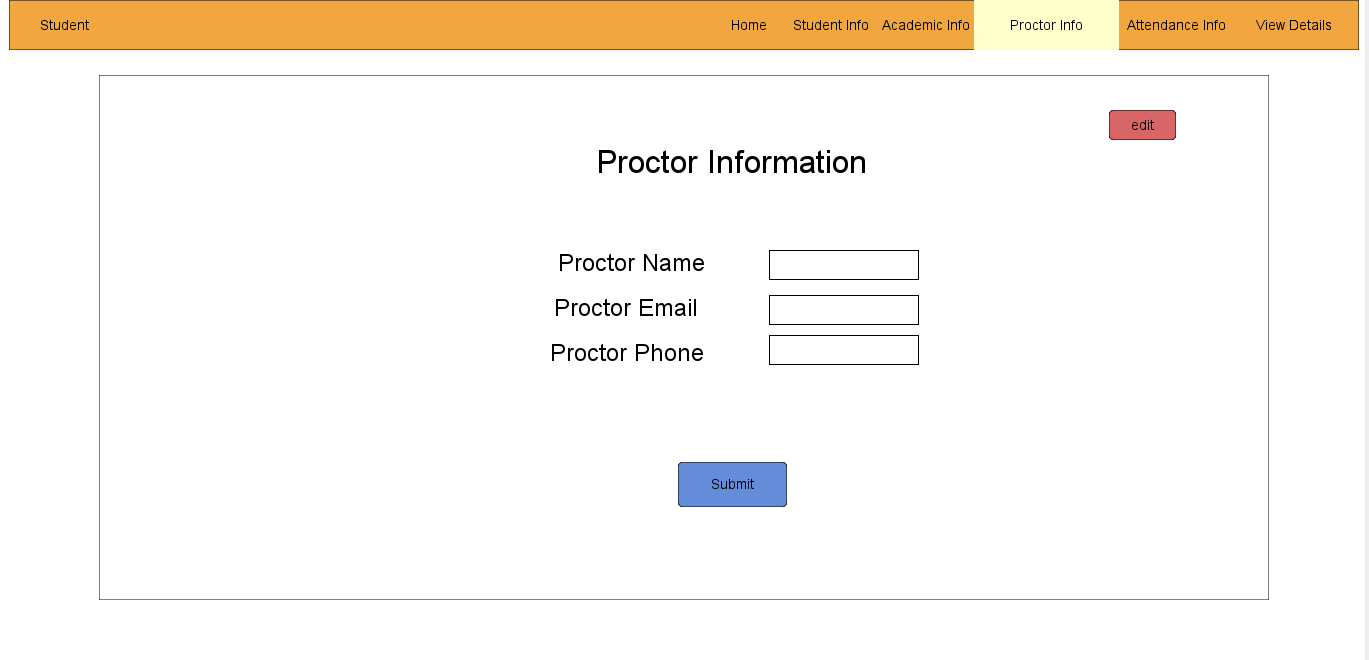 Student Home Student Info Academic Info Proctor Info Attendance Info View Details
edit
Proctor Information
Proctor Name
Proctor Email
Proctor Phone
Submit